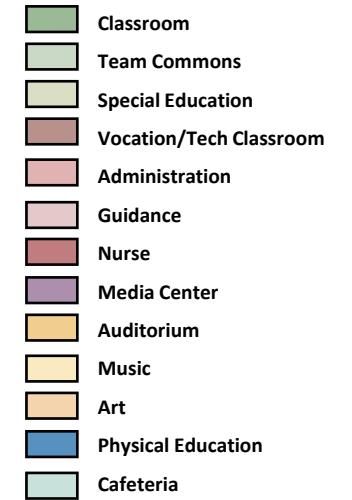 Classroom
Team Commons
Special Education
Vocation/Tech Classroom
Administration
Guidance
Nurse
Media Center
Auditorium
Music
Art
Physical Education
Cafeteria